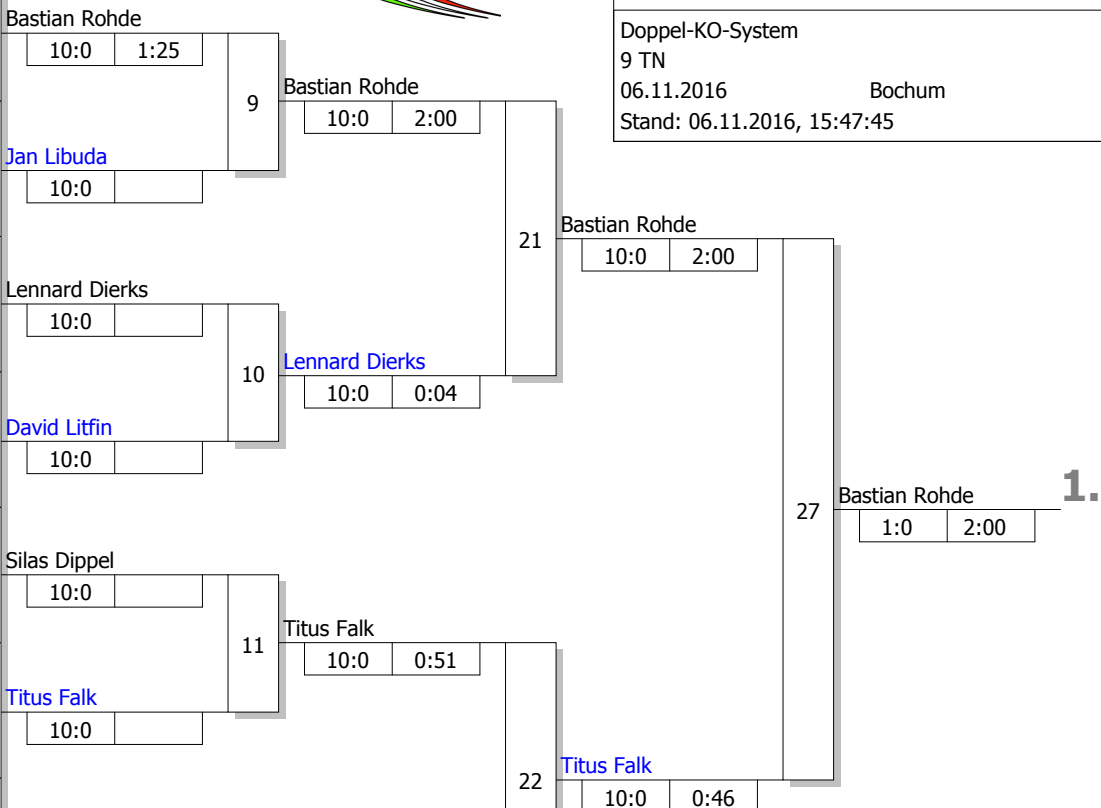 Bastian Rohde
10:0 1:25
Doppel-KO-System
9 TN
06.11.2016 Bochum
Stand: 06.11.2016, 15:47:45
9
Bastian Rohde
10:0 2:00
Jan Libuda
10:0
21
Bastian Rohde
10:0 2:00
Lennard Dierks
10:0
10
Lennard Dierks
10:0 0:04
David Litfin
10:0
27
Bastian Rohde 1.
1:0 2:00
Silas Dippel
10:0
11
Titus Falk
10:0 0:51
Titus Falk
10:0
22
Titus Falk
10:0 0:46